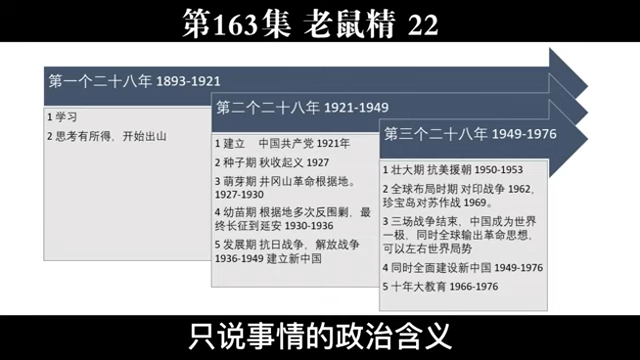 第163集 老鼠精 22
第一个二十八年 1893-1921
1 学习
2 思考有所得，开始出山
第二个二十八年 1921-1949
1 建立 中国共产党 1921年
2 种子期 秋收起义 1927
3 萌芽期 井冈山革命根据地。
1927-1930
4 幼苗期 根据地多次反围剿，最
终长征到延安 1930-1936
5 发展期 抗日战争，解放战争
1936-1949 建立新中国
第三个二十八年 1949-1976
1 壮大期 抗美援朝 1950-1953
2 全球布局时期 对印战争 1962，
珍宝岛对苏作战 1969。
3 三场战争结束，中国成为世界
一极，同时全球输出革命思想，
可以左右世界局势
4 同时全面建设新中国 1949-1976
5 十年大教育 1966-1976
只说事情的政治含义